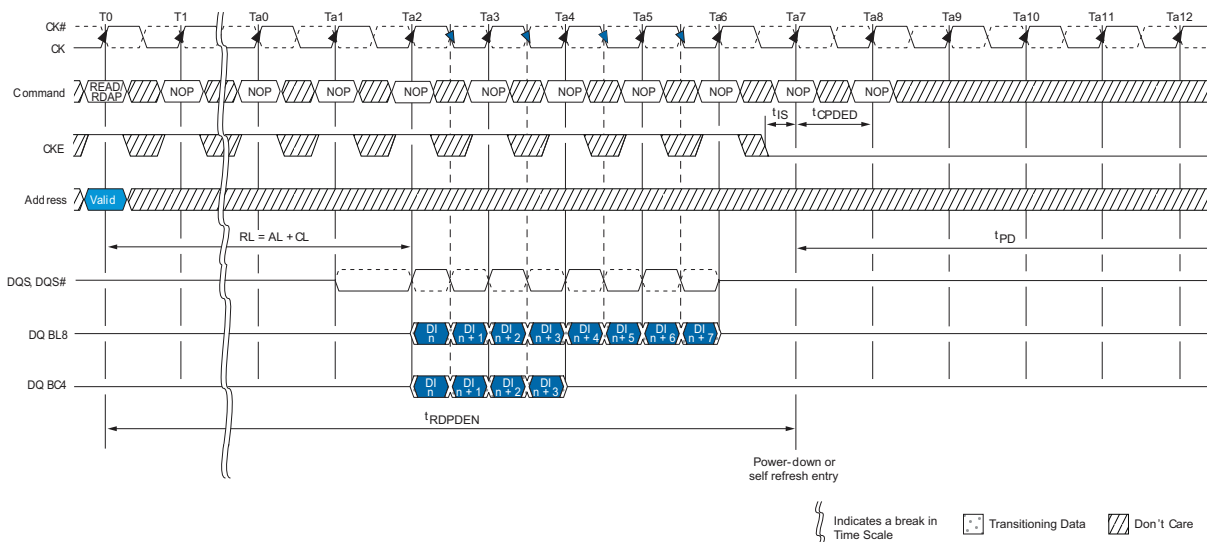 T0 T1 Ta0 Ta1 Ta2 Ta3 Ta4 Ta5 Ta6 Ta7 Ta8 Ta9 Ta10 Ta11 Ta12
CK#
CK
Command READ/ RDAP NOP NOP NOP NOP NOP NOP NOP NOP NOP NOP
tIS tCPDED
CKE
Address Valid
RL = AL + CL
tPD
DQS, DQS#
DQ BL8 DI n DI n + 1 DI n + 2 DI n + 3 DI n + 4 DI n+ 5 DI n + 6 DI n + 7
DQ BC4 DI n DI n + 1 DI n + 2 DI n + 3
tRDPDEN
Power-down or
self refresh entry
Indicates a break in
Time Scale
Transitioning Data
Don't Care